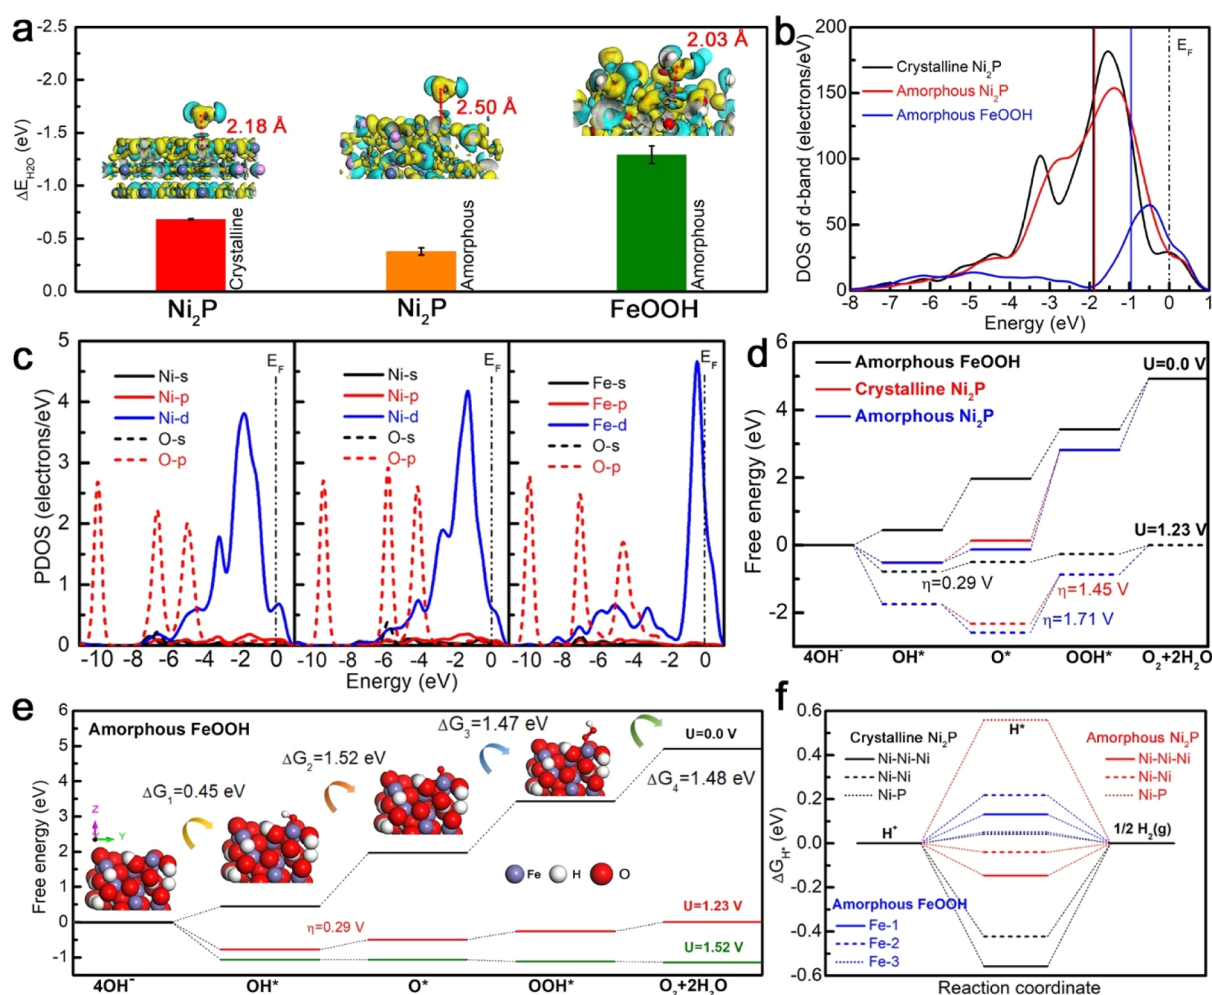 a
ΔE_H2O (eV)
-2.5
-2.0
-1.5
-1.0
-0.5
0.0
2.18 Å
2.50 Å
2.03 Å
Crystalline
Amorphous
Amorphous
Ni₂P
Ni₂P
FeOOH
b
DOS of d-band (electrons/eV)
200
150
100
50
0
Crystalline Ni₂P
Amorphous Ni₂P
Amorphous FeOOH
E_F
-8 -7 -6 -5 -4 -3 -2 -1 0 1
Energy (eV)
c
PDOS (electrons/eV)
5
4
3
2
1
0
Ni-s
Ni-p
Ni-d
O-s
O-p
E_F
Ni-s
Ni-p
Ni-d
O-s
O-p
E_F
Fe-s
Fe-p
Fe-d
O-s
O-p
E_F
-10 -8 -6 -4 -2 0
-10 -8 -6 -4 -2 0
-10 -8 -6 -4 -2 0
Energy (eV)
d
Free energy (eV)
6
4
2
0
-2
Amorphous FeOOH
Crystalline Ni₂P
Amorphous Ni₂P
U=0.0 V
U=1.23 V
η=0.29 V
η=1.45 V
η=1.71 V
4OH⁻ OH* O* OOH* O₂+2H₂O
e
Free energy (eV)
6
5
4
3
2
1
0
-1
Amorphous FeOOH
ΔG₁=0.45 eV
ΔG₂=1.52 eV
ΔG₃=1.47 eV
ΔG₄=1.48 eV
U=0.0 V
Z
Y
Fe H O
η=0.29 V
U=1.23 V
U=1.52 V
4OH⁻ OH* O* OOH* O₂+2H₂O
f
ΔG_H* (eV)
0.6
0.4
0.2
0.0
-0.2
-0.4
-0.6
Crystalline Ni₂P
Ni-Ni-Ni
Ni-Ni
Ni-P
H*
Amorphous Ni₂P
Ni-Ni-Ni
Ni-Ni
Ni-P
H⁺
1/2 H₂(g)
Amorphous FeOOH
Fe-1
Fe-2
Fe-3
Reaction coordinate